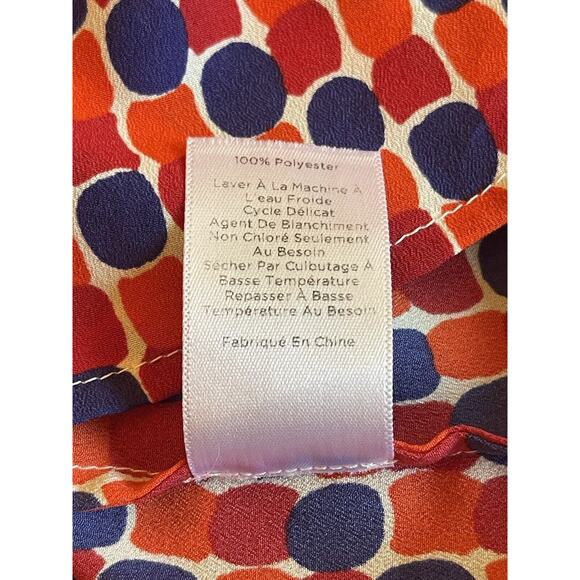 100% Polyester
Laver À La Machine À
L'eau Froide
Cycle Délicat
Agent De Blanchiment
Non Chloré Seulement
Au Besoin
Sécher Par Culbutage À
Basse Température
Repasser À Basse
Température Au Besoin
Fabriqué En Chine